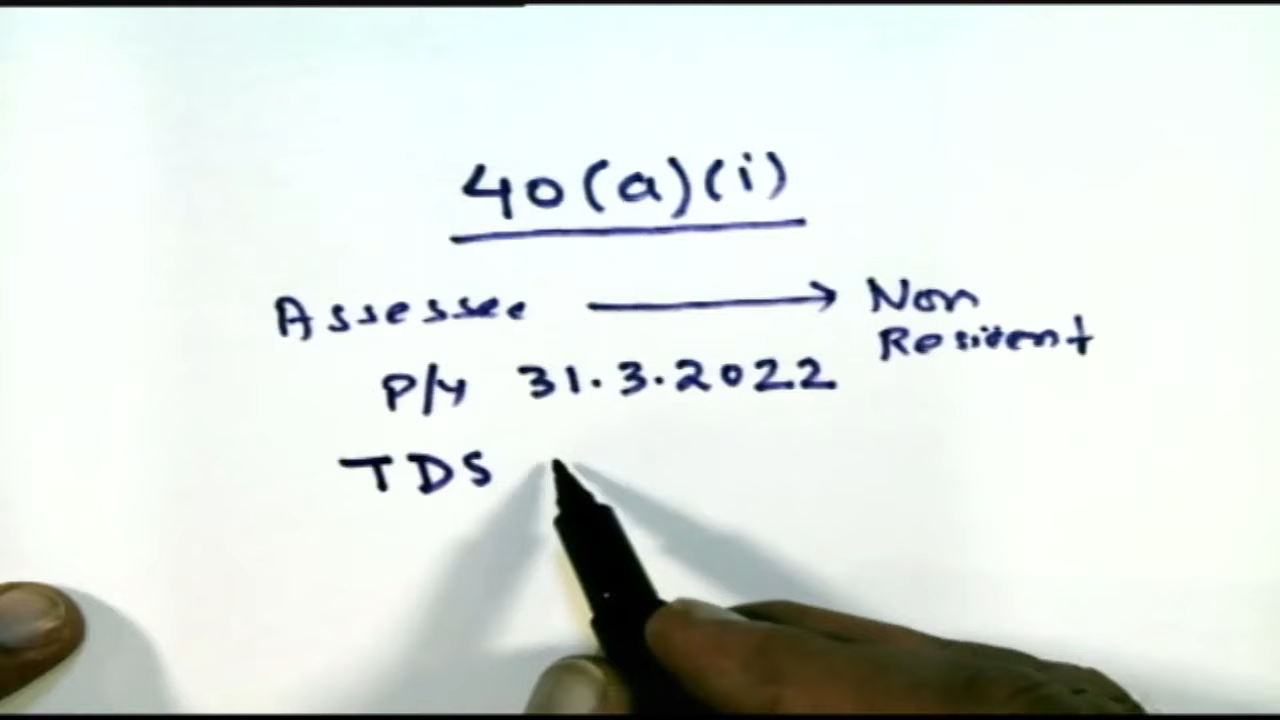 40(a)(i)
Assessee → Non Resident
P/y 31.3.2022
TDS